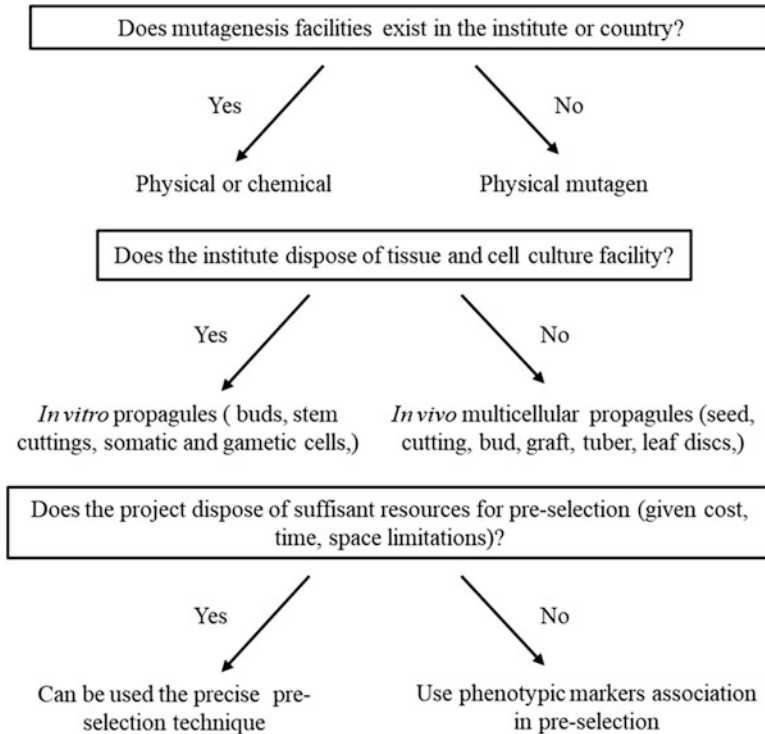 Does mutagenesis facilities exist in the institute or country?
Yes
No
Physical or chemical
Physical mutagen
Does the institute dispose of tissue and cell culture facility?
Yes
No
In vitro propagules ( buds, stem
cuttings, somatic and gametic cells,)
In vivo multicellular propagules (seed,
cutting, bud, graft, tuber, leaf discs,)
Does the project dispose of suffisant resources for pre-selection (given cost,
time, space limitations)?
Yes
No
Can be used the precise pre-
selection technique
Use phenotypic markers association
in pre-selection